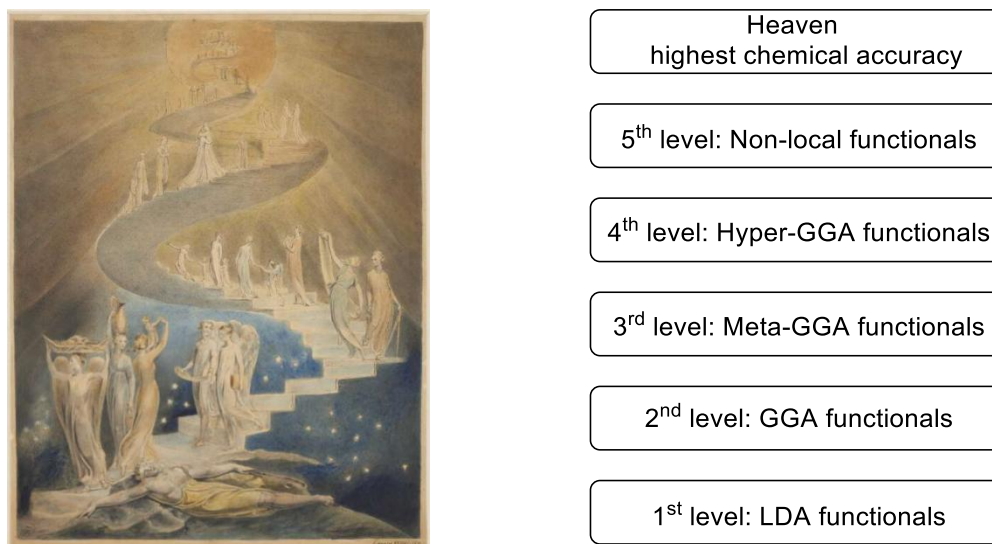 Heaven
highest chemical accuracy
5th level: Non-local functionals
4th level: Hyper-GGA functionals
3rd level: Meta-GGA functionals
2nd level: GGA functionals
1st level: LDA functionals